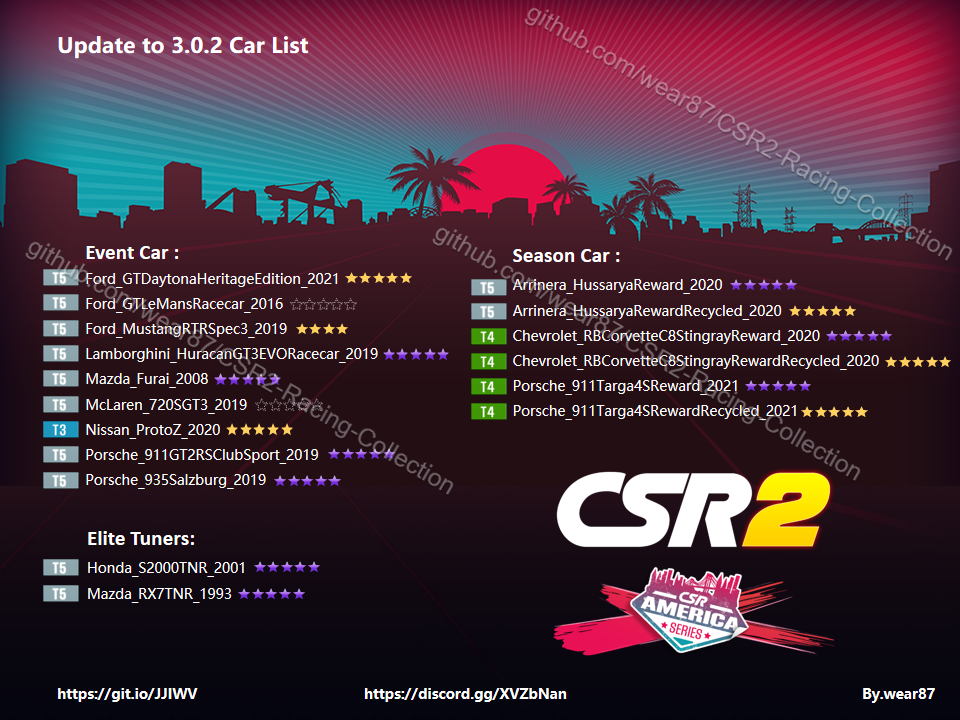 Update to 3.0.2 Car List
github.com/wear87/CSR2-Racing-Collection
Event Car :
T5 Ford_GTDaytonaHeritageEdition_2021 ★★★★★
T5 Ford_GTLeMansRacecar_2016 ☆☆☆☆☆
T5 Ford_MustangRTRSpec3_2019 ★★★★
T5 Lamborghini_HuracanGT3EVORacecar_2019 ★★★★★
T5 Mazda_Furai_2008 ★★★★★
T5 McLaren_720SGT3_2019 ☆☆☆☆☆
T3 Nissan_ProtoZ_2020 ★★★★★
T5 Porsche_911GT2RSClubSport_2019 ★★★★★
T5 Porsche_935Salzburg_2019 ★★★★★
github.com/wear87/CSR2-Racing-Collection
Elite Tuners:
T5 Honda_S2000TNR_2001 ★★★★★
T5 Mazda_RX7TNR_1993 ★★★★★
Season Car :
T5 Arrinera_HussaryaReward_2020 ★★★★★
T5 Arrinera_HussaryaRewardRecycled_2020 ★★★★★
T4 Chevrolet_RBCorvetteC8StingrayReward_2020 ★★★★★
T4 Chevrolet_RBCorvetteC8StingrayRewardRecycled_2020 ★★★★★
T4 Porsche_911Targa4SReward_2021 ★★★★★
T4 Porsche_911Targa4SRewardRecycled_2021 ★★★★★
github.com/wear87/CSR2-Racing-Collection
CSR2
CSR
AMERICA
★ SERIES ★
https://git.io/JJIWV
https://discord.gg/XVZbNan
By.wear87